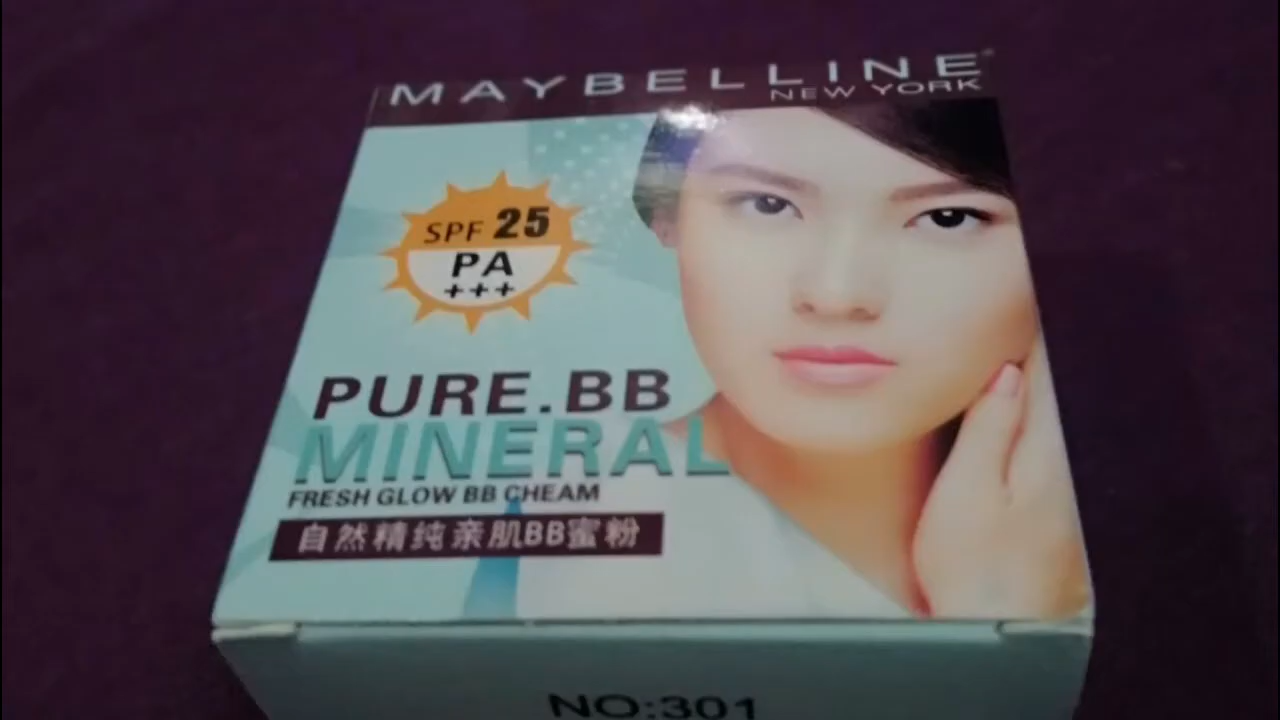 MAYBELLINE
NEW YORK
SPF 25
PA
+++
PURE.BB
MINERAL
FRESH GLOW BB CHEAM
自然精纯亲肌BB蜜粉
NO:301